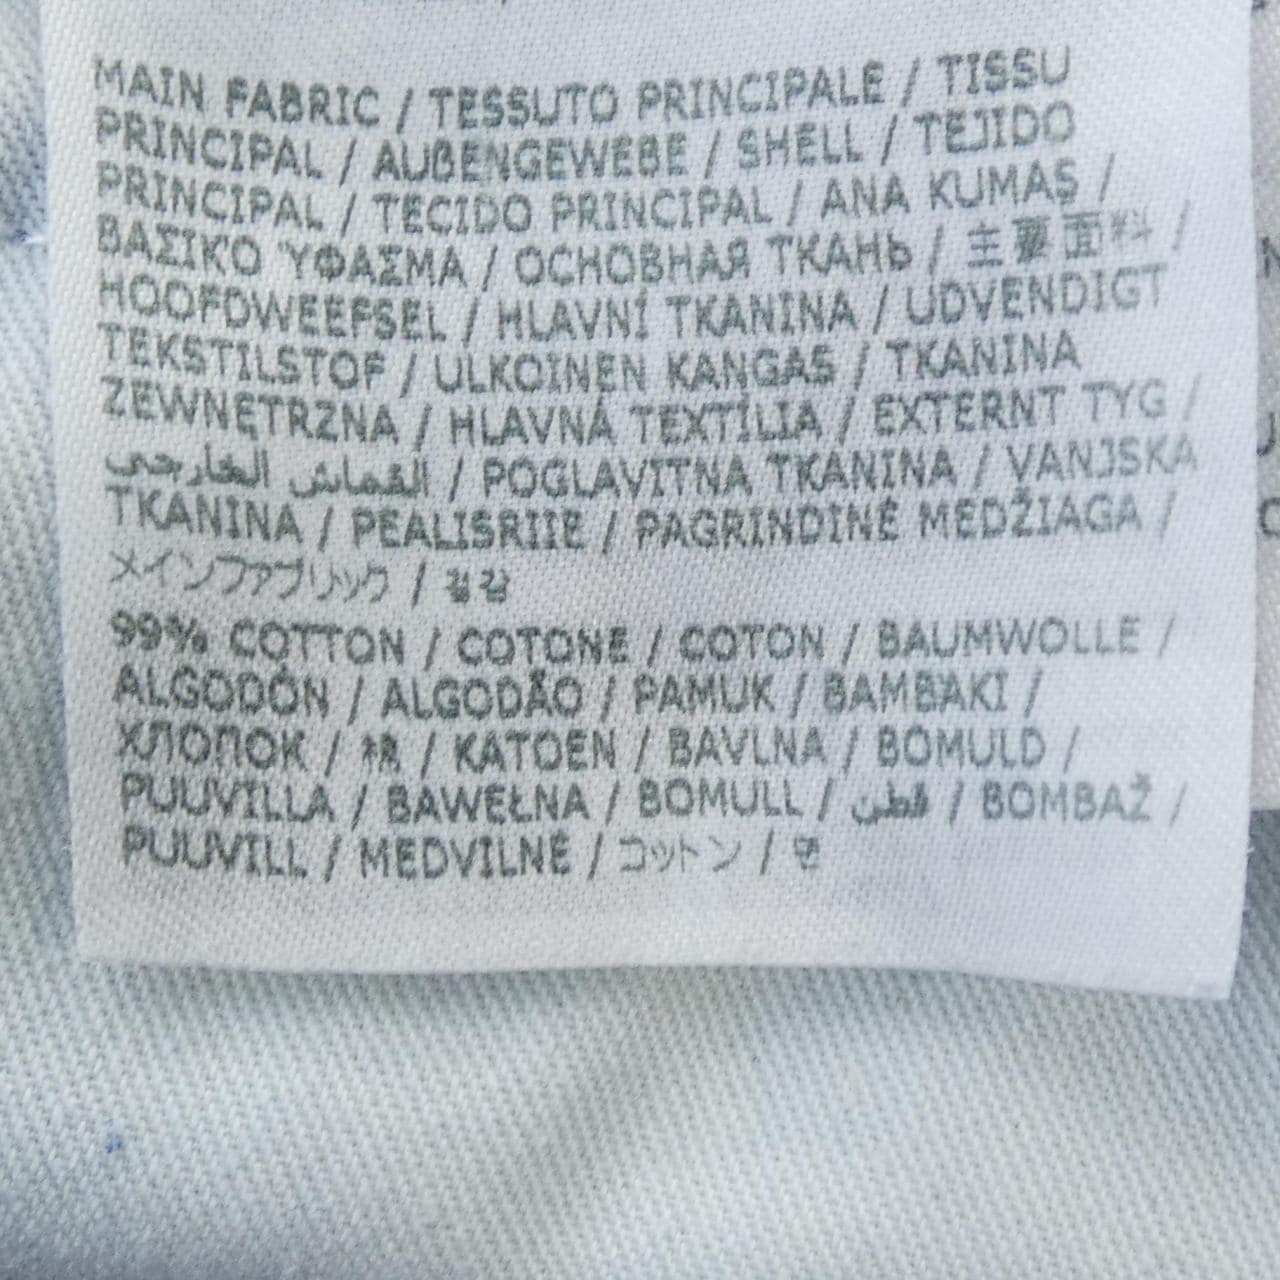 MAIN FABRIC / TESSUTO PRINCIPALE / TISSU
PRINCIPAL / AUßENGEWEBE / SHELL / TEJIDO
PRINCIPAL / TECIDO PRINCIPAL / ANA KUMAŞ /
ΒΑΣΙΚΌ ΎΦΑΣΜΑ / ОСНОВНАЯ ТКАНЬ / 主要面料 /
HOOFDWEEFSEL / HLAVNÍ TKANINA / UDVENDIGT
TEKSTILSTOF / ULKOINEN KANGAS / TKANINA
ZEWNĘTRZNA / HLAVNÁ TEXTÍLIA / EXTERNT TYG /
القماش الخارجي / POGLAVITNA TKANINA / VANJSKA
TKANINA / PEALISRIIE / PAGRINDINĖ MEDŽIAGA /
メインファブリック / 겉감
99% COTTON / COTONE / COTON / BAUMWOLLE /
ALGODÓN / ALGODÃO / PAMUK / BAMBAKI /
ХЛОПОК / 棉 / KATOEN / BAVLNA / BOMULD /
PUUVILLA / BAWEŁNA / BOMULL / قطن / BOMBAŽ /
PUUVILL / MEDVILNĖ / コットン / 면